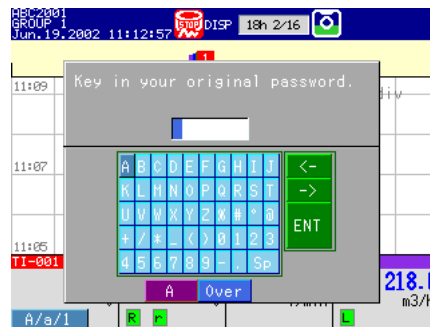 ABC2001
GROUP 1
Jun.19.2002 11:12:57 STOP DISP 18h 2/16
1
11:09
Key in your original password.
div
11:07
A B C D E F G H I J <-
K L M N O P Q R S T ->
U V W X Y Z % # ° @ ENT
+ / * _ ( ) 0 1 2 3
4 5 6 7 8 9 - . Sp
11:05
TI-001
A Over
218.
m3/h
A/a/1 R r L